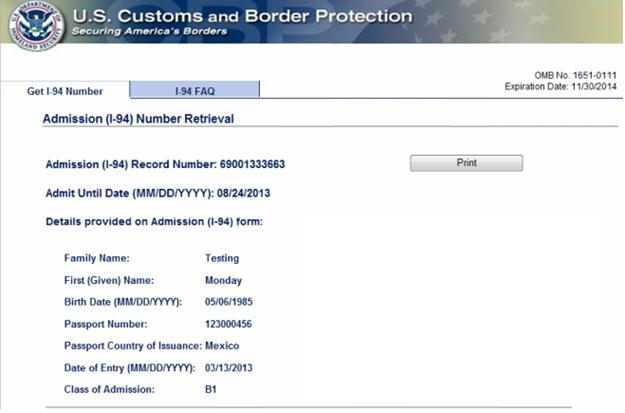 U.S. Customs and Border Protection
Securing America's Borders
OMB No. 1651-0111
Get I-94 Number I-94 FAQ Expiration Date: 11/30/2014
Admission (I-94) Number Retrieval
Admission (I-94) Record Number: 69001333663 Print
Admit Until Date (MM/DD/YYYY): 08/24/2013
Details provided on Admission (I-94) form:
Family Name: Testing
First (Given) Name: Monday
Birth Date (MM/DD/YYYY): 05/06/1985
Passport Number: 123000456
Passport Country of Issuance: Mexico
Date of Entry (MM/DD/YYYY): 03/13/2013
Class of Admission: B1